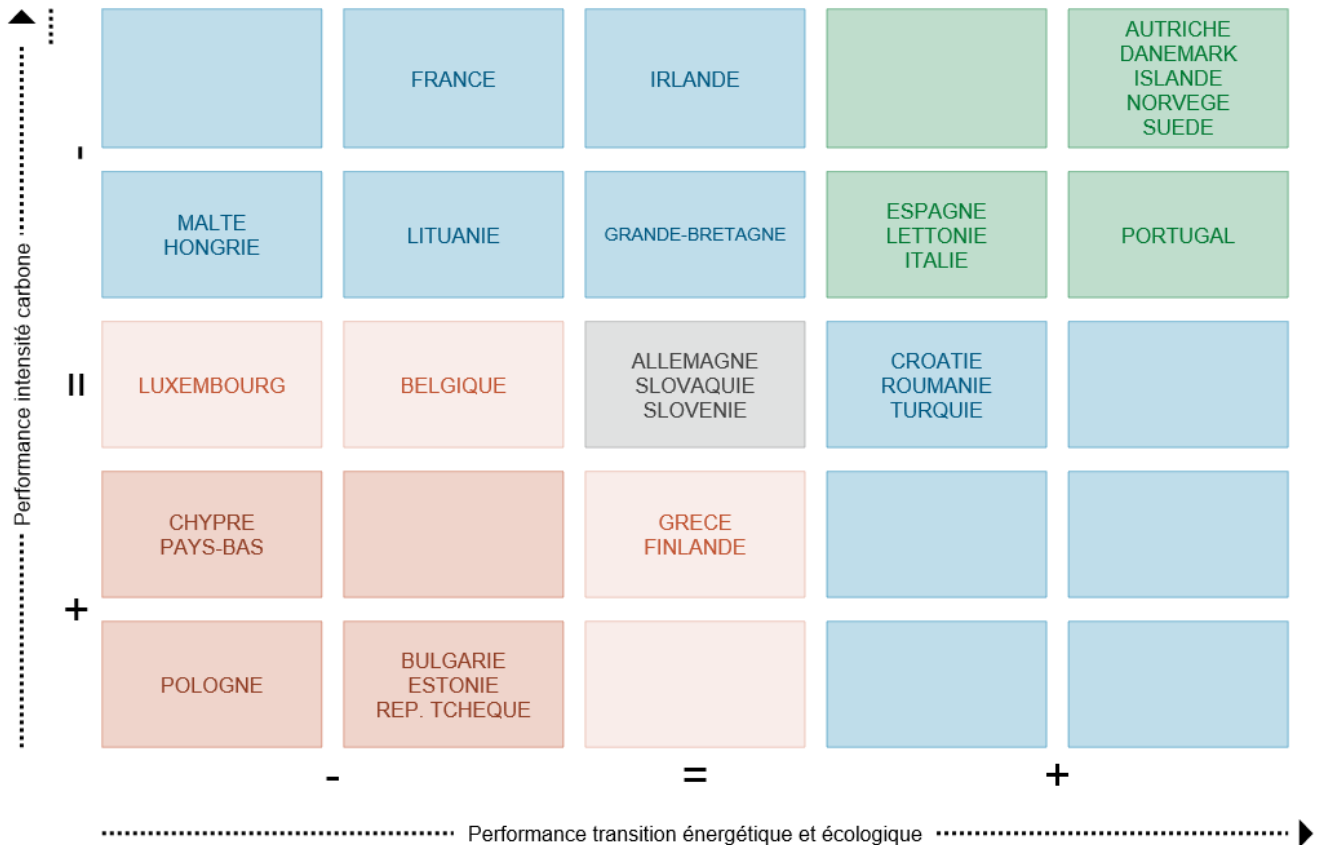 FRANCE
IRLANDE
AUTRICHE
DANEMARK
ISLANDE
NORVEGE
SUEDE
-
MALTE
HONGRIE
LITUANIE
GRANDE-BRETAGNE
ESPAGNE
LETTONIE
ITALIE
PORTUGAL
Performance intensité carbone
=
LUXEMBOURG
BELGIQUE
ALLEMAGNE
SLOVAQUIE
SLOVENIE
CROATIE
ROUMANIE
TURQUIE
CHYPRE
PAYS-BAS
GRECE
FINLANDE
+
POLOGNE
BULGARIE
ESTONIE
REP. TCHEQUE
-
=
+
Performance transition énergétique et écologique